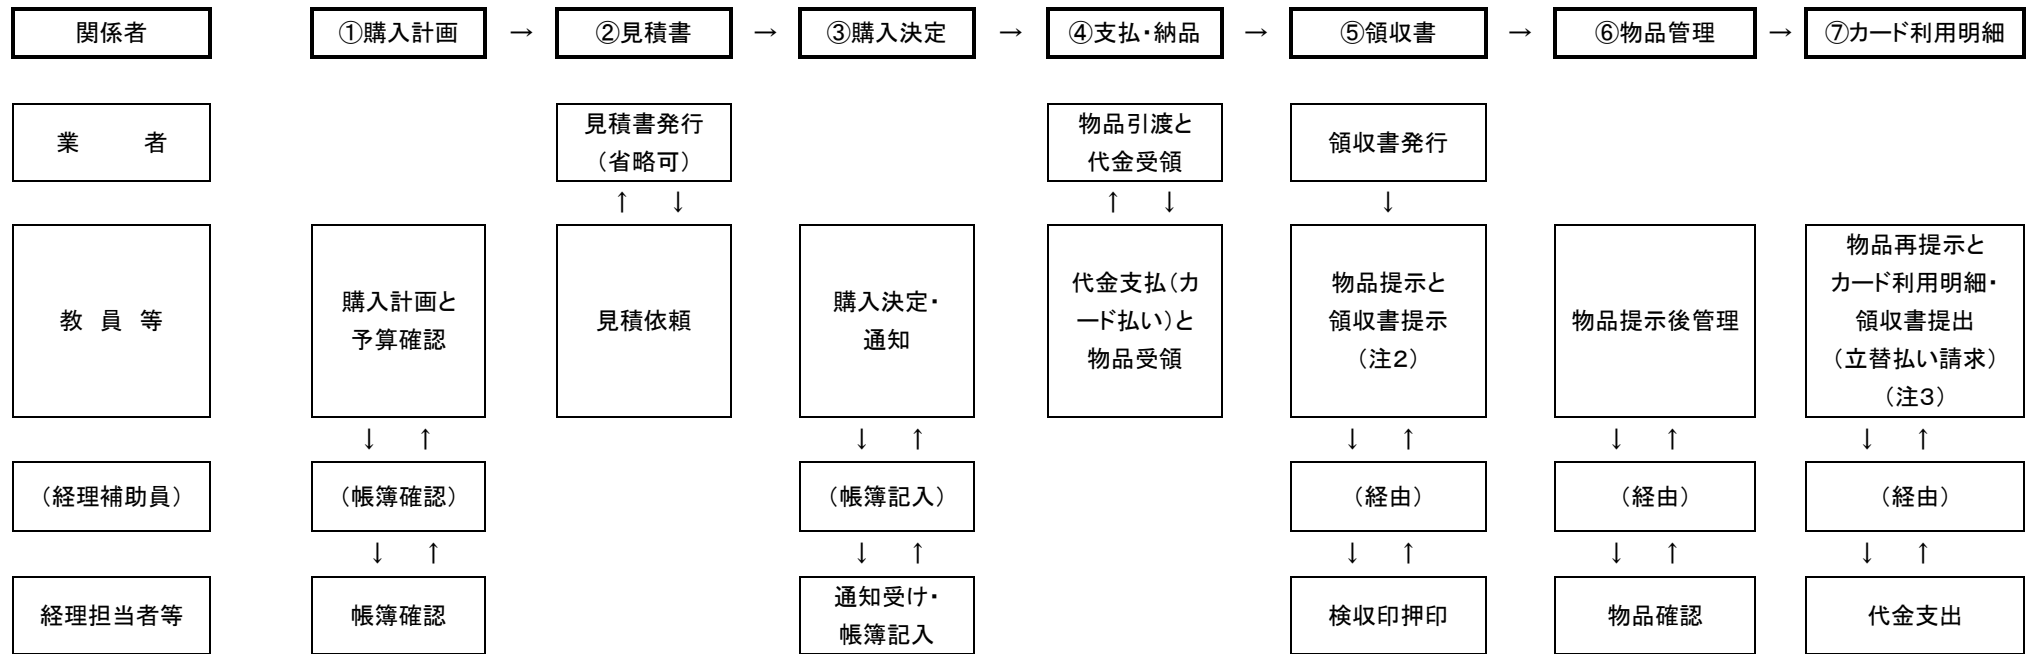 関係者
①購入計画
→
②見積書
→
③購入決定
→
④支払・納品
→
⑤領収書
→
⑥物品管理
→
⑦カード利用明細
業　　者
見積書発行
（省略可）
物品引渡と
代金受領
領収書発行
↑　↓
↑　↓
↓
教　員　等
購入計画と
予算確認
見積依頼
購入決定・
通知
代金支払（カ
ード払い）と
物品受領
物品提示と
領収書提示
（注２）
物品提示後管理
物品再提示と
カード利用明細・
領収書提出
（立替払い請求）
（注３）
↓　↑
↓　↑
↓　↑
↓　↑
↓　↑
（経理補助員）
（帳簿確認）
（帳簿記入）
（経由）
（経由）
（経由）
↓　↑
↓　↑
↓　↑
↓　↑
↓　↑
経理担当者等
帳簿確認
通知受け・
帳簿記入
検収印押印
物品確認
代金支出